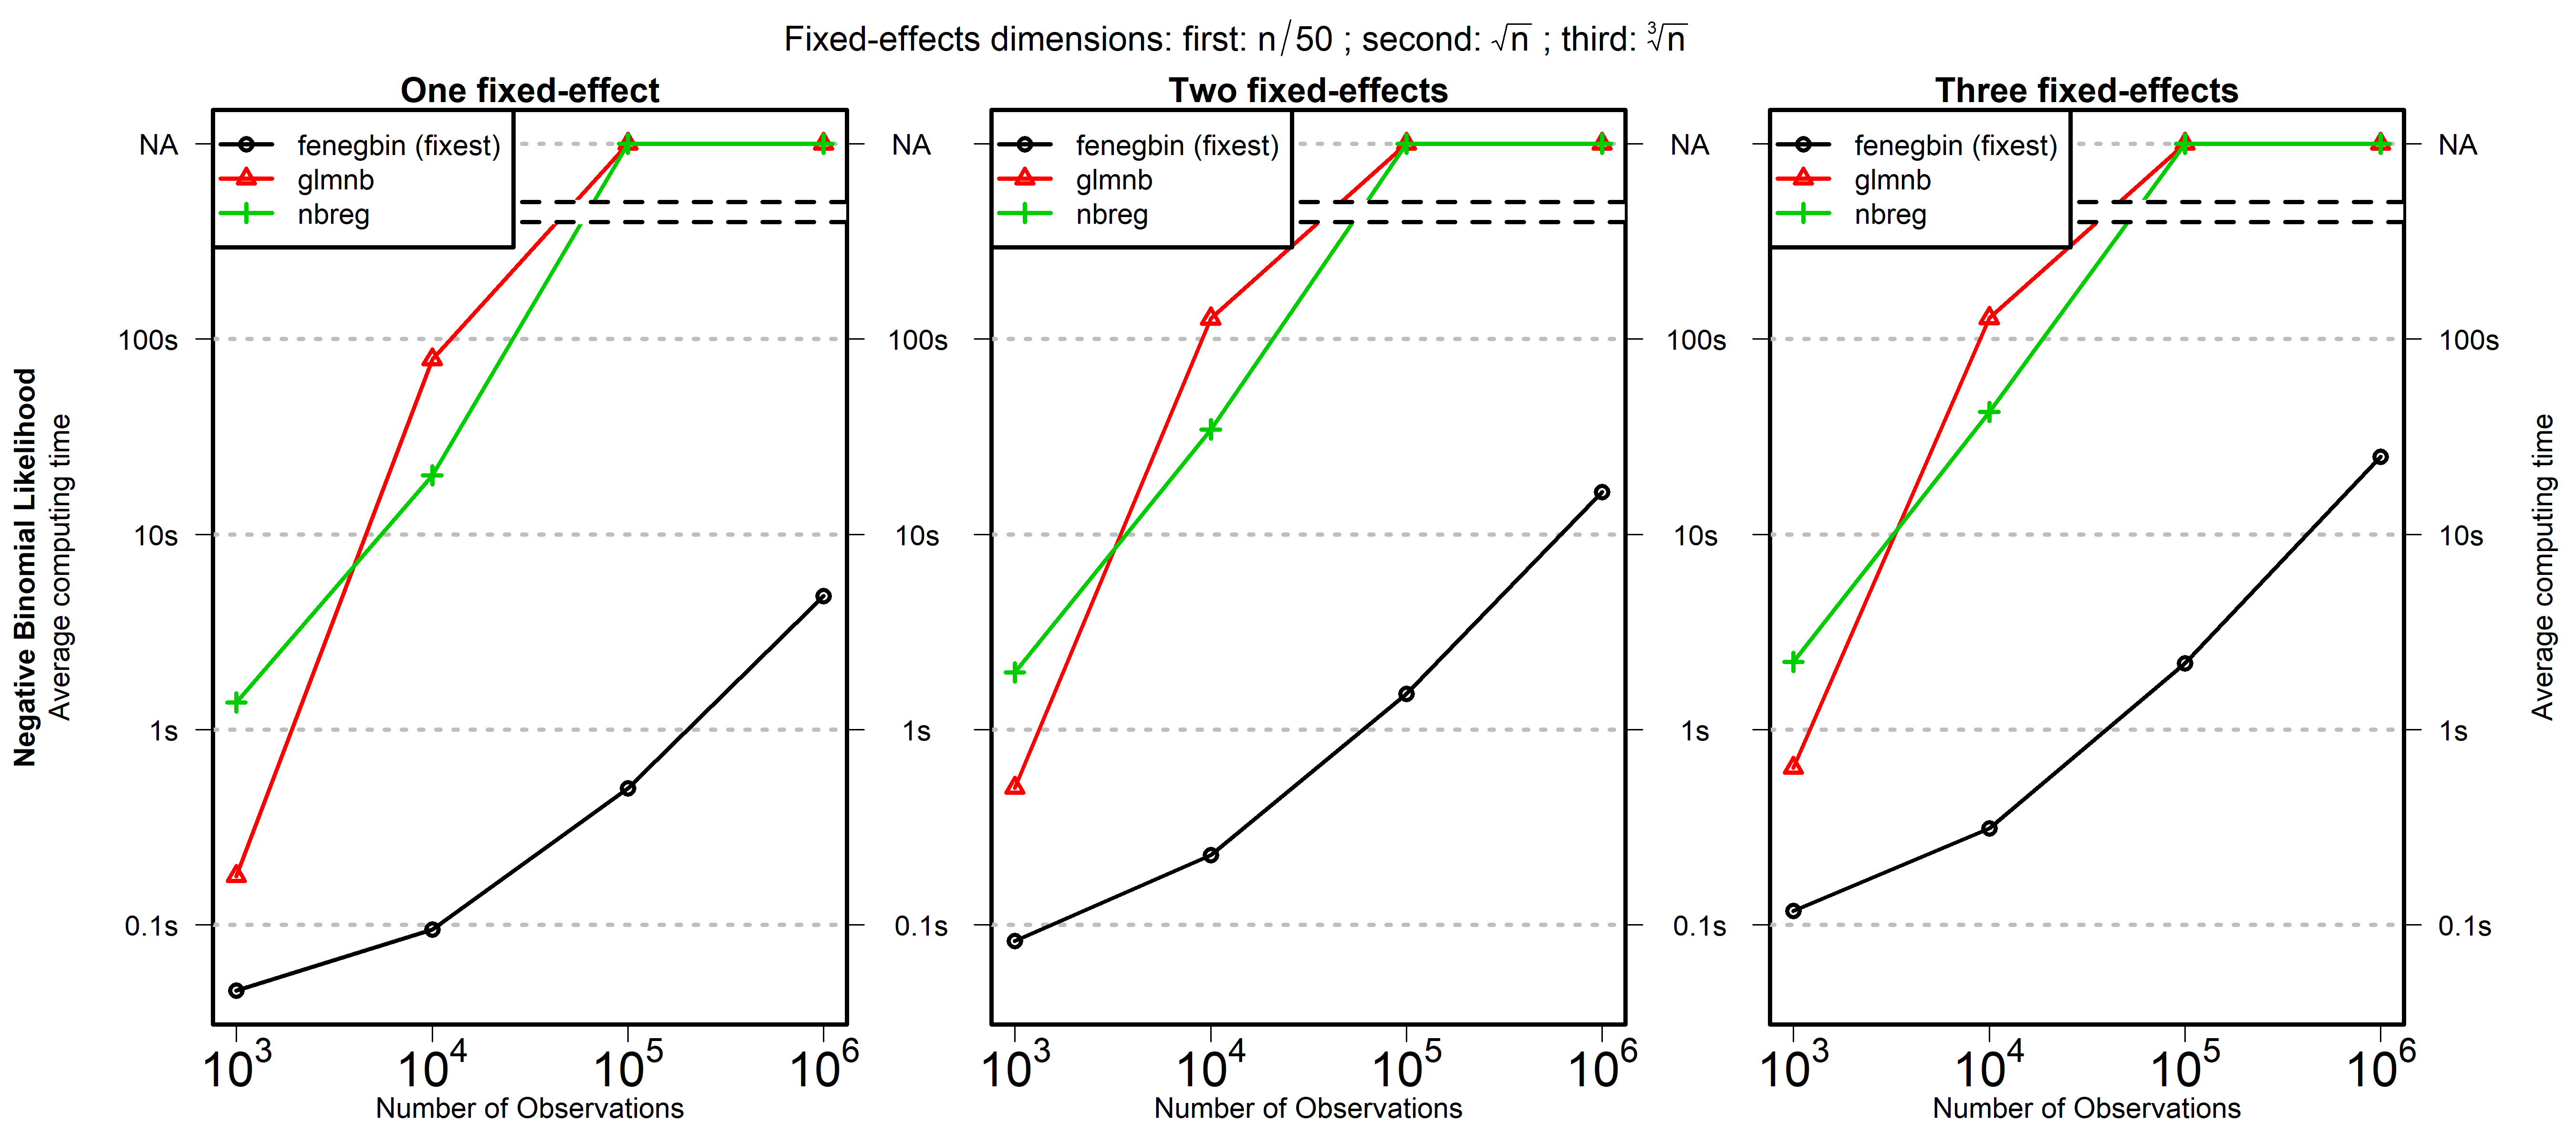 Fixed-effects dimensions: first: n/50 ; second: √n ; third: ∛n
Negative Binomial Likelihood
Average computing time
One fixed-effect
fenegbin (fixest)
glmnb
nbreg
NA
100s
10s
1s
0.1s
10³ 10⁴ 10⁵ 10⁶
Number of Observations
Two fixed-effects
fenegbin (fixest)
glmnb
nbreg
NA
100s
10s
1s
0.1s
10³ 10⁴ 10⁵ 10⁶
Number of Observations
Three fixed-effects
fenegbin (fixest)
glmnb
nbreg
NA
100s
10s
1s
0.1s
10³ 10⁴ 10⁵ 10⁶
Number of Observations
NA
100s
10s
1s
0.1s
Average computing time